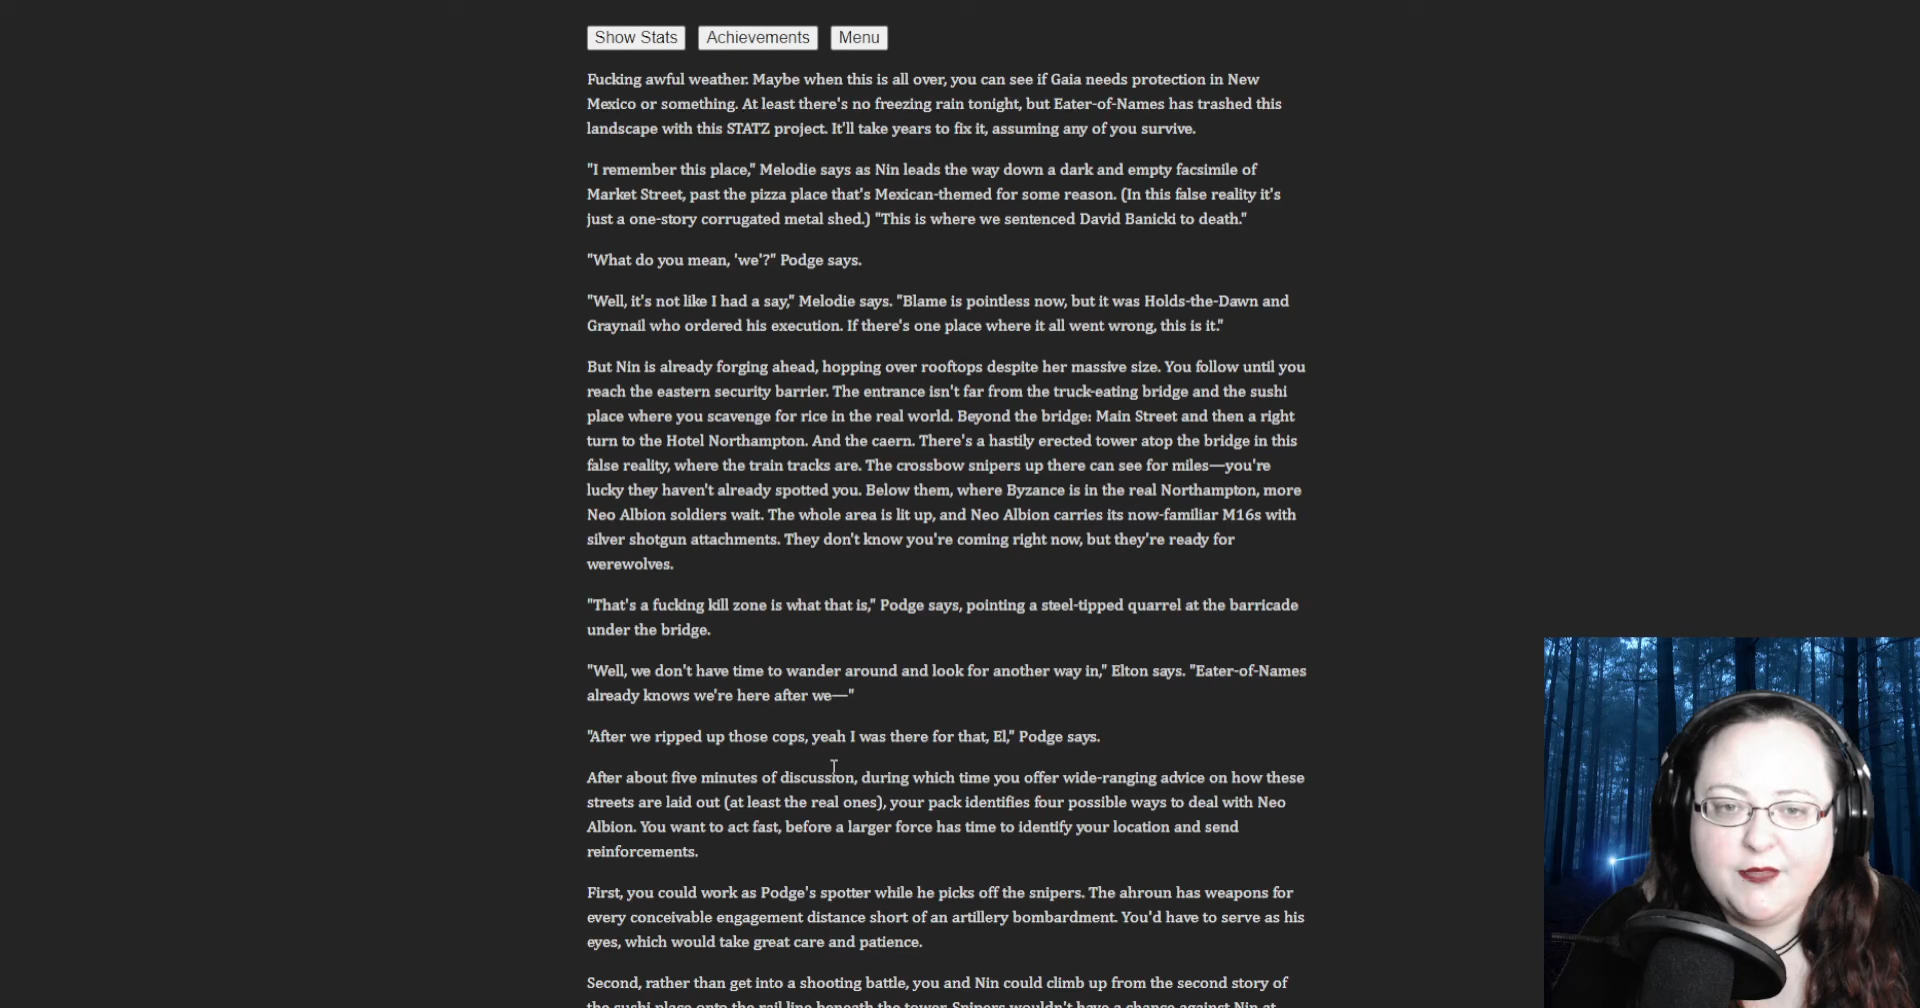 Show Stats Achievements Menu
Fucking awful weather. Maybe when this is all over, you can see if Gaia needs protection in New
Mexico or something. At least there's no freezing rain tonight, but Eater-of-Names has trashed this
landscape with this STATZ project. It'll take years to fix it, assuming any of you survive.
"I remember this place," Melodie says as Nin leads the way down a dark and empty facsimile of
Market Street, past the pizza place that's Mexican-themed for some reason. (In this false reality it's
just a one-story corrugated metal shed.) "This is where we sentenced David Banicki to death."
"What do you mean, 'we'?" Podge says.
"Well, it's not like I had a say," Melodie says. "Blame is pointless now, but it was Holds-the-Dawn and
Graynail who ordered his execution. If there's one place where it all went wrong, this is it."
But Nin is already forging ahead, hopping over rooftops despite her massive size. You follow until you
reach the eastern security barrier. The entrance isn't far from the truck-eating bridge and the sushi
place where you scavenge for rice in the real world. Beyond the bridge: Main Street and then a right
turn to the Hotel Northampton. And the caern. There's a hastily erected tower atop the bridge in this
false reality, where the train tracks are. The crossbow snipers up there can see for miles—you're
lucky they haven't already spotted you. Below them, where Byzance is in the real Northampton, more
Neo Albion soldiers wait. The whole area is lit up, and Neo Albion carries its now-familiar M16s with
silver shotgun attachments. They don't know you're coming right now, but they're ready for
werewolves.
"That's a fucking kill zone is what that is," Podge says, pointing a steel-tipped quarrel at the barricade
under the bridge.
"Well, we don't have time to wander around and look for another way in," Elton says. "Eater-of-Names
already knows we're here after we—"
"After we ripped up those cops, yeah I was there for that, El," Podge says.
After about five minutes of discussion, during which time you offer wide-ranging advice on how these
streets are laid out (at least the real ones), your pack identifies four possible ways to deal with Neo
Albion. You want to act fast, before a larger force has time to identify your location and send
reinforcements.
First, you could work as Podge's spotter while he picks off the snipers. The ahroun has weapons for
every conceivable engagement distance short of an artillery bombardment. You'd have to serve as his
eyes, which would take great care and patience.
Second, rather than get into a shooting battle, you and Nin could climb up from the second story of
the sushi place onto the rail line beneath the tower. Snipers wouldn't have a chance against Nin at